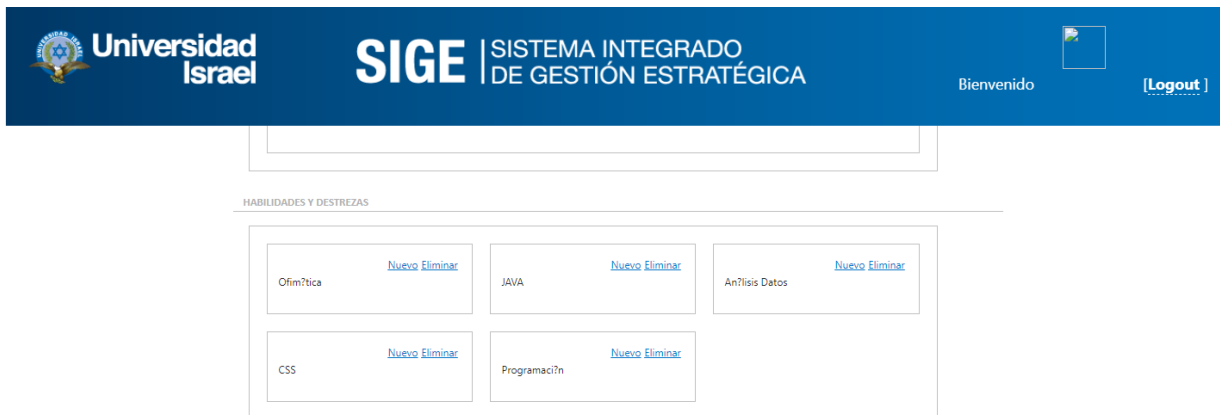 Universidad
Israel
SIGE
SISTEMA INTEGRADO
DE GESTIÓN ESTRATÉGICA
Bienvenido
[Logout ]
HABILIDADES Y DESTREZAS
Nuevo Eliminar
Ofim?tica
Nuevo Eliminar
JAVA
Nuevo Eliminar
An?lisis Datos
Nuevo Eliminar
CSS
Nuevo Eliminar
Programaci?n